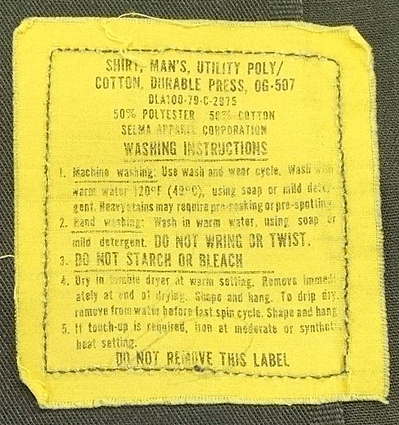 SHIRT, MAN'S, UTILITY POLY/
COTTON, DURABLE PRESS, OG-507
DLA100-79-C-2975
50% POLYESTER 50% COTTON
SELMA APPAREL CORPORATION
WASHING INSTRUCTIONS
1. Machine washing: Use wash and wear cycle. Wash with
warm water 120°F (49°C), using soap or mild deter-
gent. Heavy stains may require pre-soaking or pre-spotting.
2. Hand washing: Wash in warm water, using soap or
mild detergent. DO NOT WRING OR TWIST.
3. DO NOT STARCH OR BLEACH
4. Dry in tumble dryer at warm setting. Remove immedi-
ately at end of drying. Shape and hang. To drip dry,
remove from water before last spin cycle. Shape and hang
5. If touch-up is required, iron at moderate or synthetic
heat setting.
DO NOT REMOVE THIS LABEL